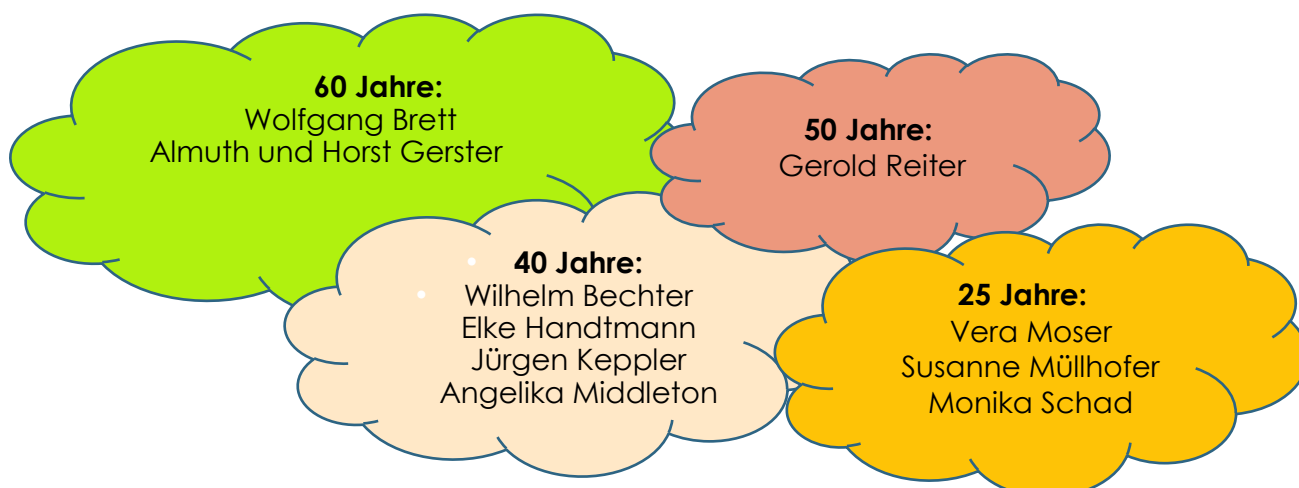 60 Jahre:
Wolfgang Brett
Almuth und Horst Gerster
50 Jahre:
Gerold Reiter
40 Jahre:
Wilhelm Bechter
Elke Handtmann
Jürgen Keppler
Angelika Middleton
25 Jahre:
Vera Moser
Susanne Müllhofer
Monika Schad